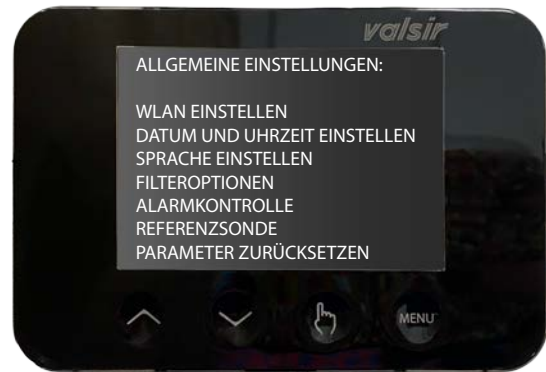 valsir
ALLGEMEINE EINSTELLUNGEN:
WLAN EINSTELLEN
DATUM UND UHRZEIT EINSTELLEN
SPRACHE EINSTELLEN
FILTEROPTIONEN
ALARMKONTROLLE
REFERENZSONDE
PARAMETER ZURÜCKSETZEN
MENU